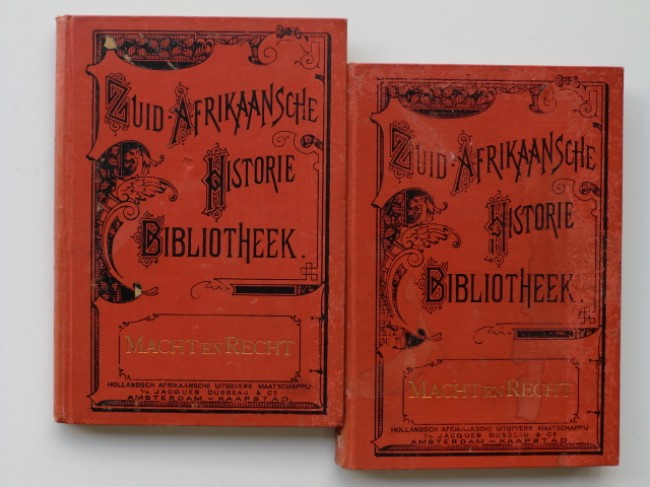 ZUID-AFRIKAANSCHE
HISTORIE
BIBLIOTHEEK.
MACHT EN RECHT
HOLLANDSCH AFRIKAANSCHE UITGEVERS MAATSCHAPPIJ
v/h JACQUES DUSSEAU & Co
AMSTERDAM - KAAPSTAD.
ZUID-AFRIKAANSCHE
HISTORIE
BIBLIOTHEEK.
MACHT EN RECHT
HOLLANDSCH AFRIKAANSCHE UITGEVERS MAATSCHAPPIJ
v/h JACQUES DUSSEAU & Co
AMSTERDAM - KAAPSTAD